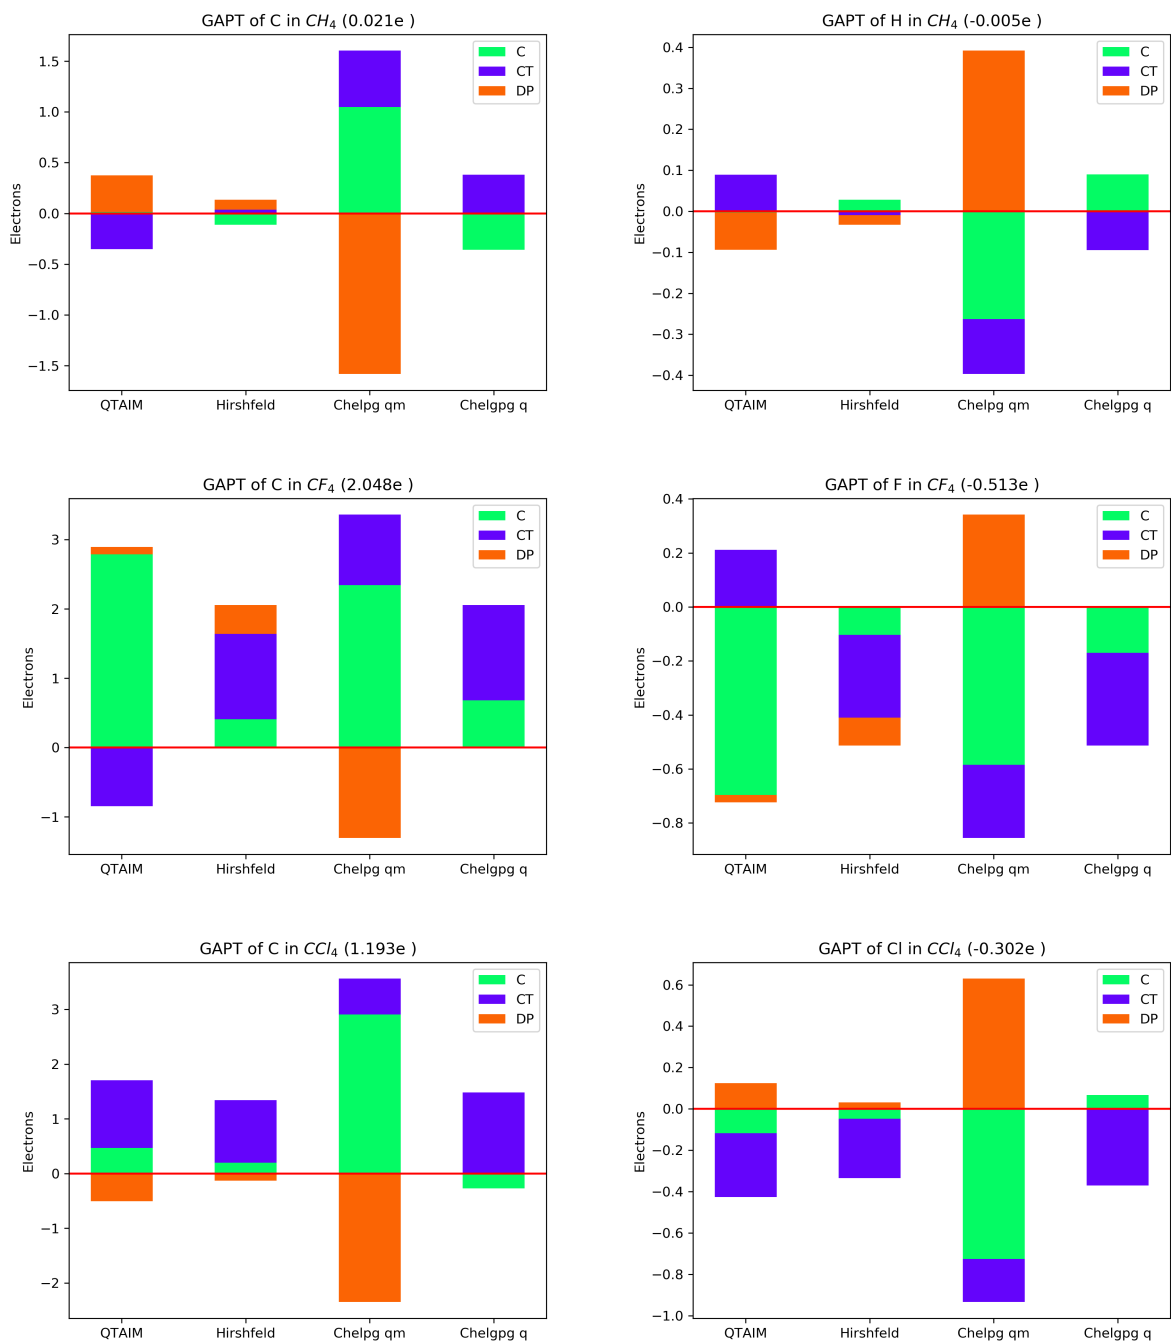 GAPT of C in CH4 (0.021e )
Electrons
1.5
1.0
0.5
0.0
−0.5
−1.0
−1.5
C
CT
DP
QTAIM Hirshfeld Chelpg qm Chelgpg q
GAPT of H in CH4 (-0.005e )
0.4
0.3
0.2
0.1
0.0
−0.1
−0.2
−0.3
−0.4
C
CT
DP
QTAIM Hirshfeld Chelpg qm Chelgpg q
GAPT of C in CF4 (2.048e )
Electrons
3
2
1
0
−1
C
CT
DP
QTAIM Hirshfeld Chelpg qm Chelgpg q
GAPT of F in CF4 (-0.513e )
Electrons
0.4
0.2
0.0
−0.2
−0.4
−0.6
−0.8
C
CT
DP
QTAIM Hirshfeld Chelpg qm Chelgpg q
GAPT of C in CCl4 (1.193e )
Electrons
3
2
1
0
−1
−2
C
CT
DP
QTAIM Hirshfeld Chelpg qm Chelgpg q
GAPT of Cl in CCl4 (-0.302e )
Electrons
0.6
0.4
0.2
0.0
−0.2
−0.4
−0.6
−0.8
−1.0
C
CT
DP
QTAIM Hirshfeld Chelpg qm Chelgpg q